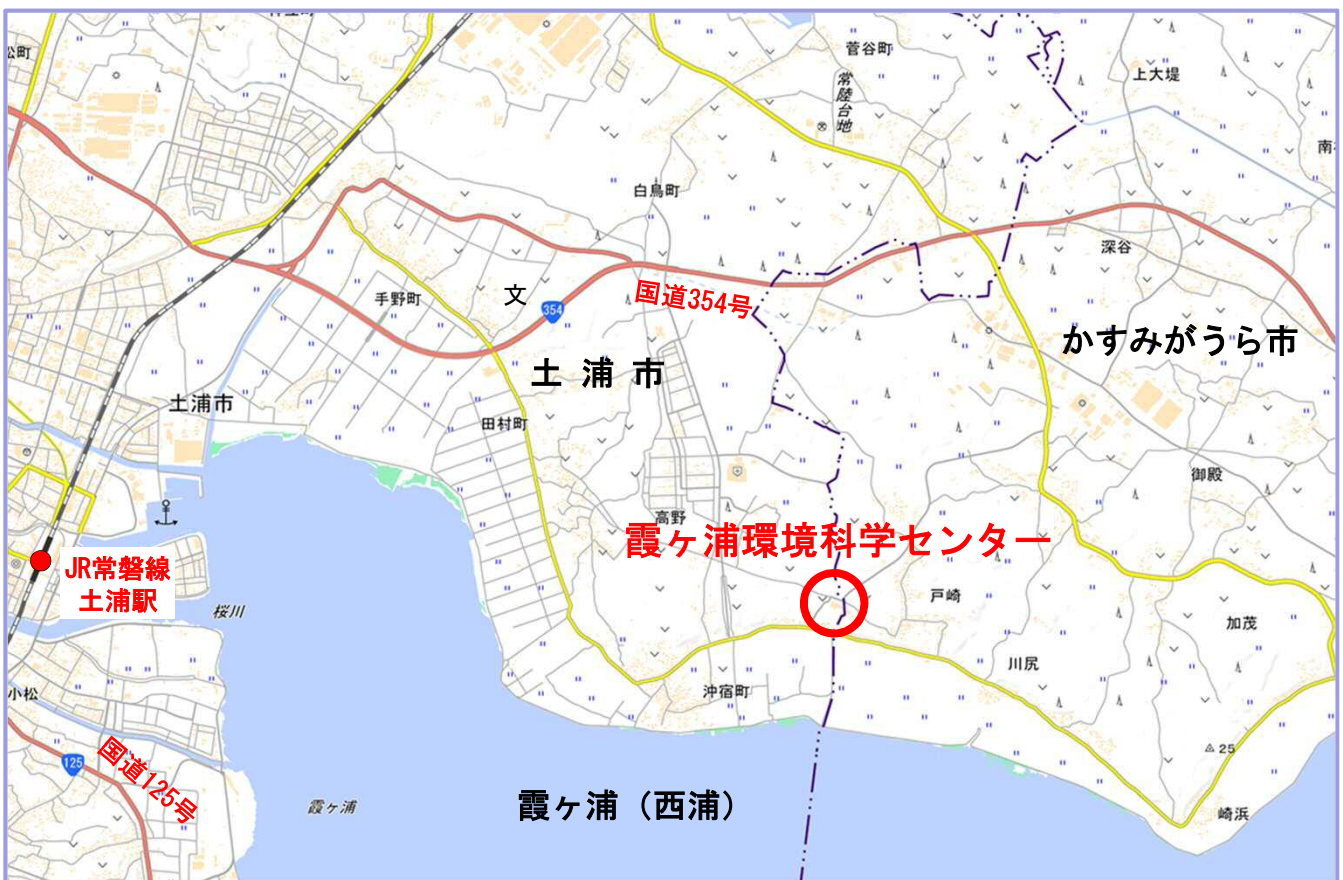 菅谷町
上大堤
常陸台地
白鳥町
深谷
手野町
文
354
国道354号
かすみがうら市
土浦市
土浦市
田村町
御殿
高野
霞ヶ浦環境科学センター
JR常磐線
土浦駅
桜川
戸崎
加茂
川尻
小松
沖宿町
125
国道125号
25
霞ヶ浦
霞ヶ浦（西浦）
崎浜